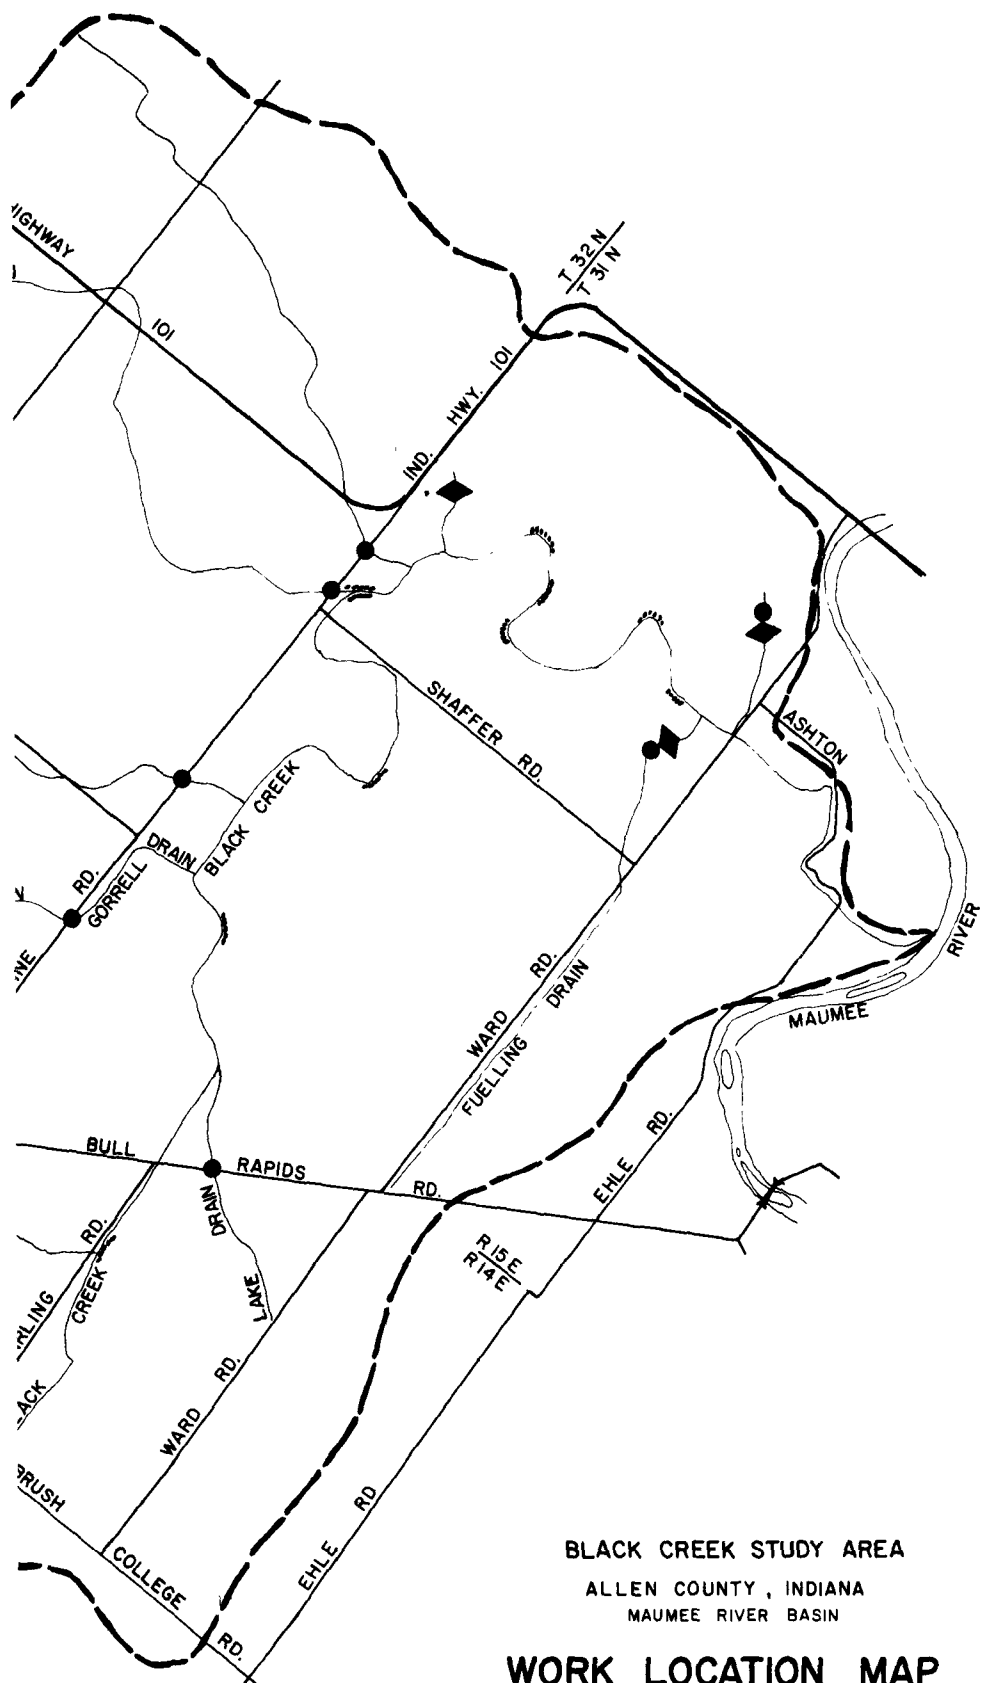 HIGHWAY
101
T 32 N
T 31 N
IND. HWY. 101
SHAFFER RD.
ASHTON
BLACK CREEK
DRAIN
GORRELL
RD.
RIVER
MAUMEE
WARD RD.
FUELLING DRAIN
BULL RAPIDS RD.
EHLE RD.
DRAIN
LAKE
RD.
CREEK
R 15 E
R 14 E
WARD RD.
EHLE RD
BRUSH
COLLEGE
RD.
BLACK CREEK STUDY AREA
ALLEN COUNTY, INDIANA
MAUMEE RIVER BASIN
WORK LOCATION MAP